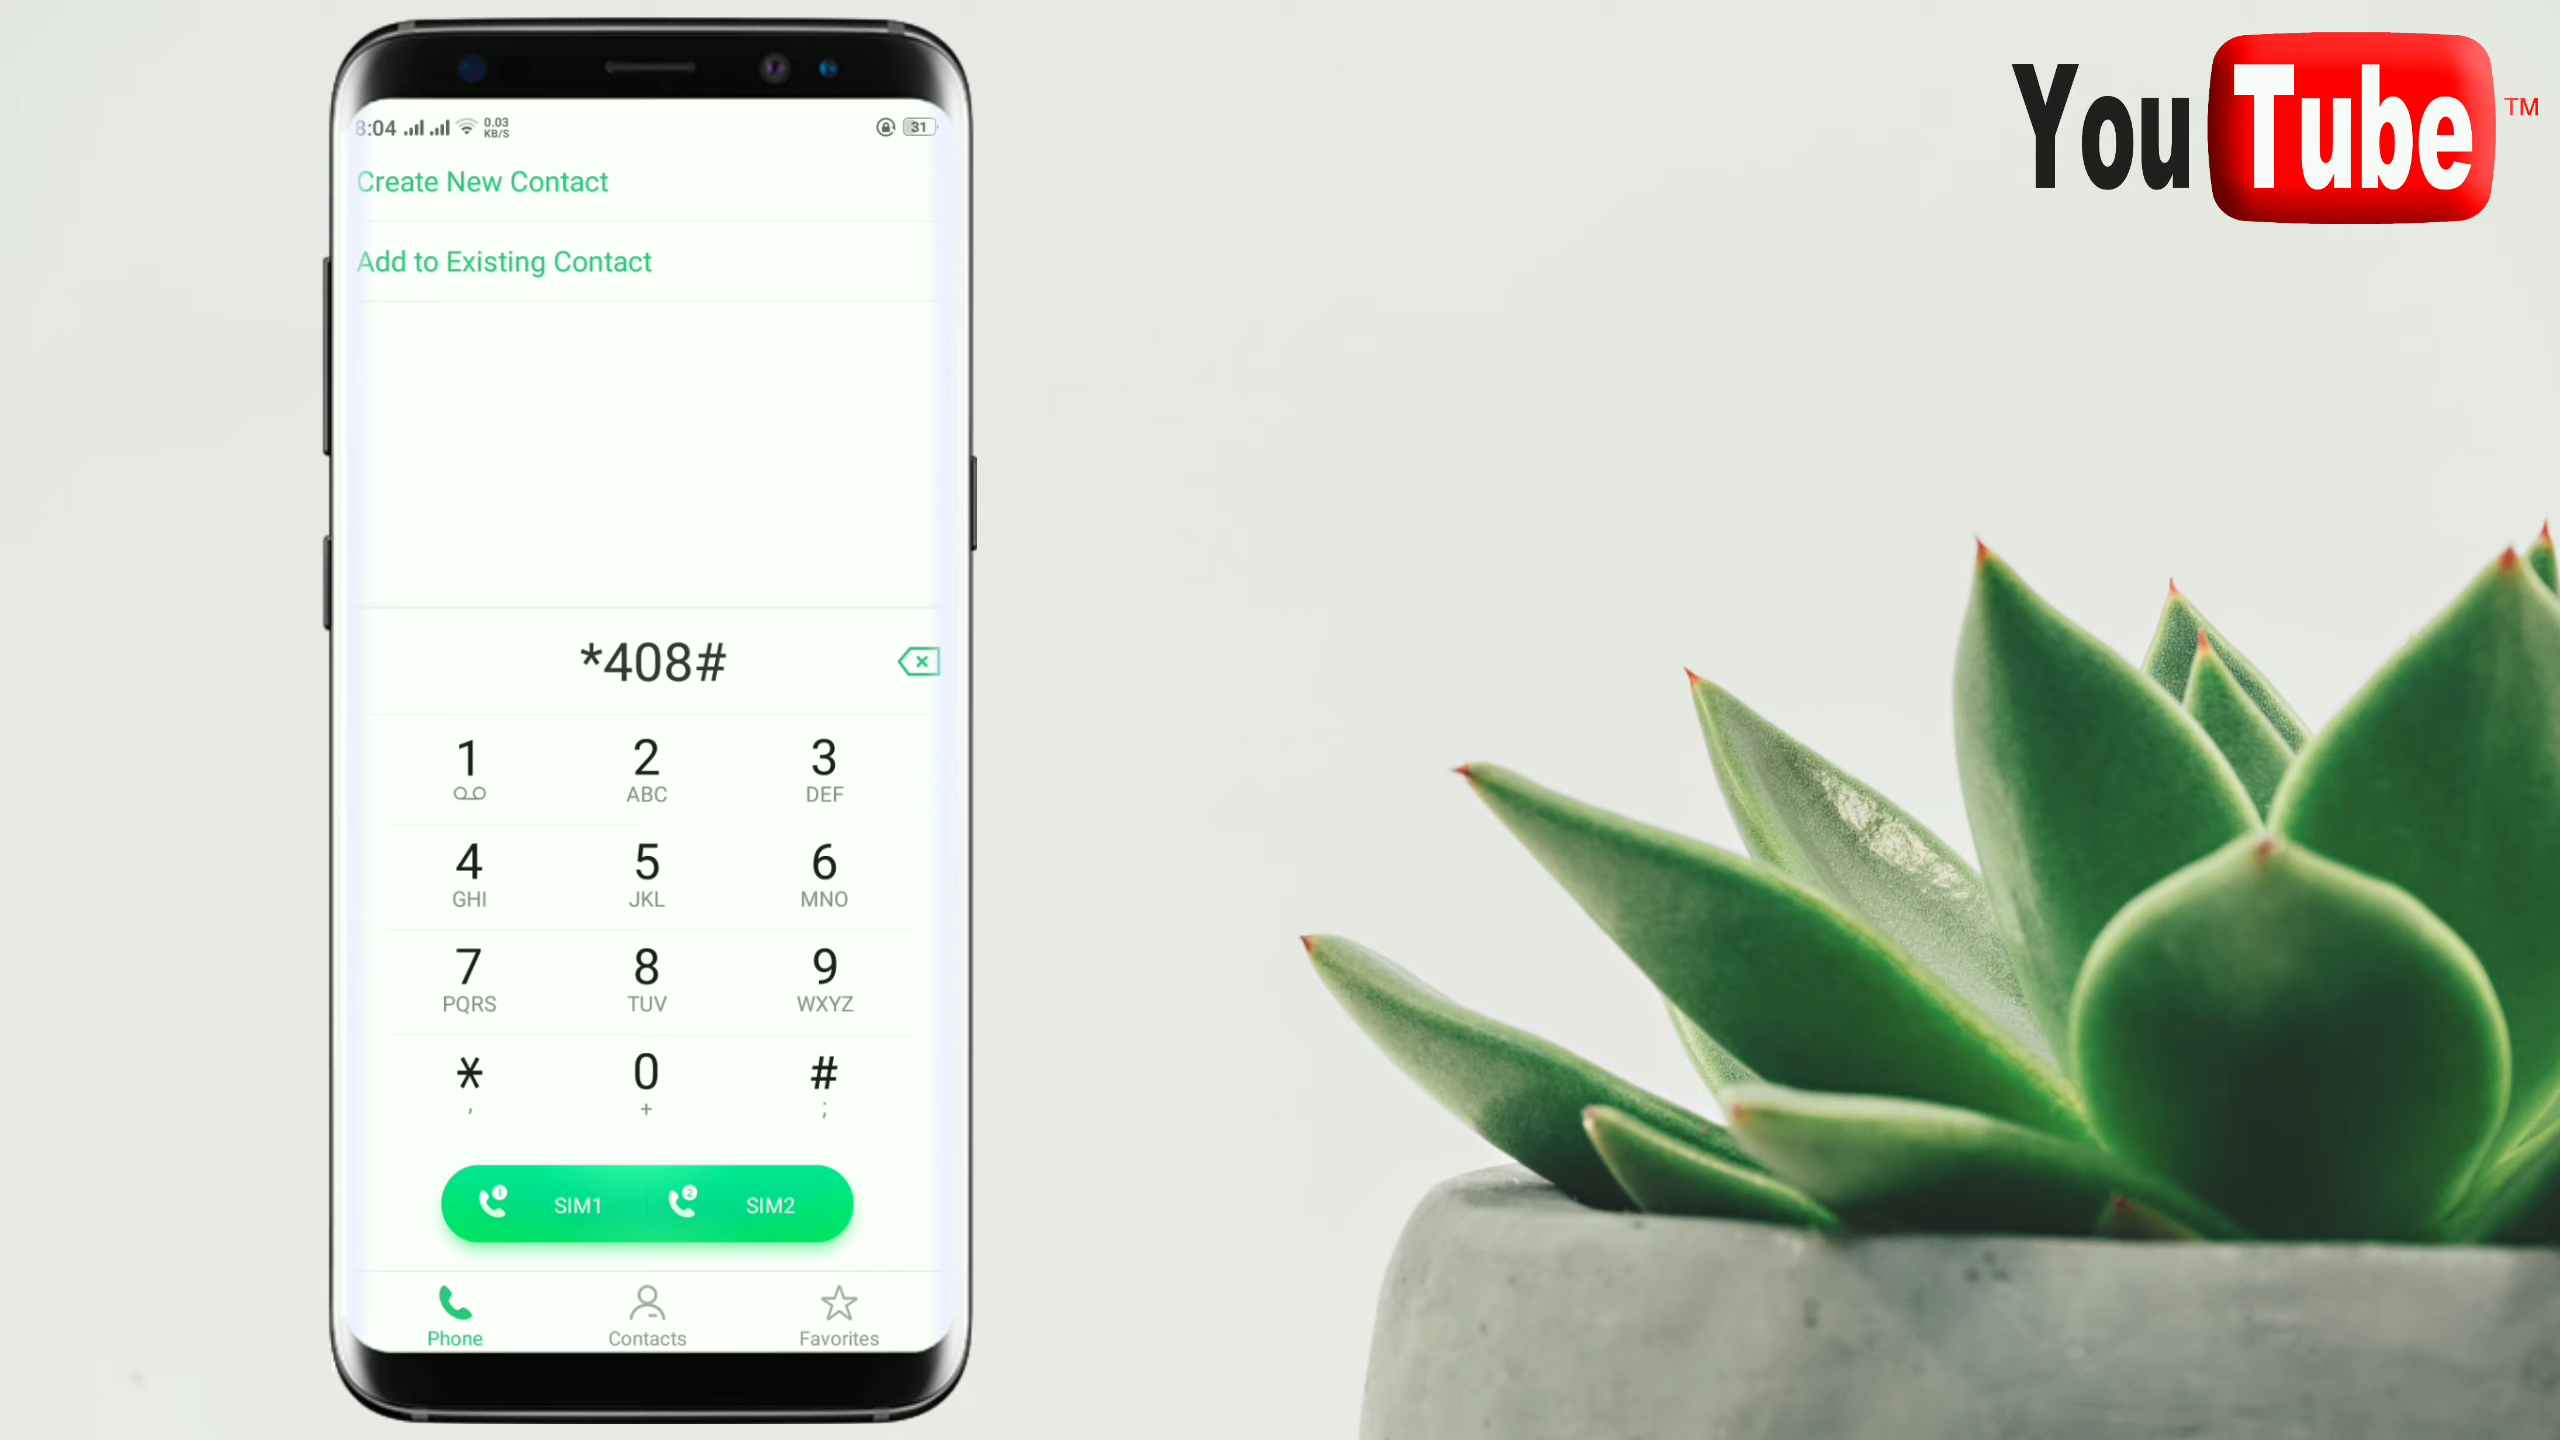 8:04 0.03 KB/S 31
Create New Contact
Add to Existing Contact
*408#
1 2 3
ABC DEF
4 5 6
GHI JKL MNO
7 8 9
PQRS TUV WXYZ
* 0 #
, + ;
1 SIM1 2 SIM2
Phone Contacts Favorites
YouTube TM